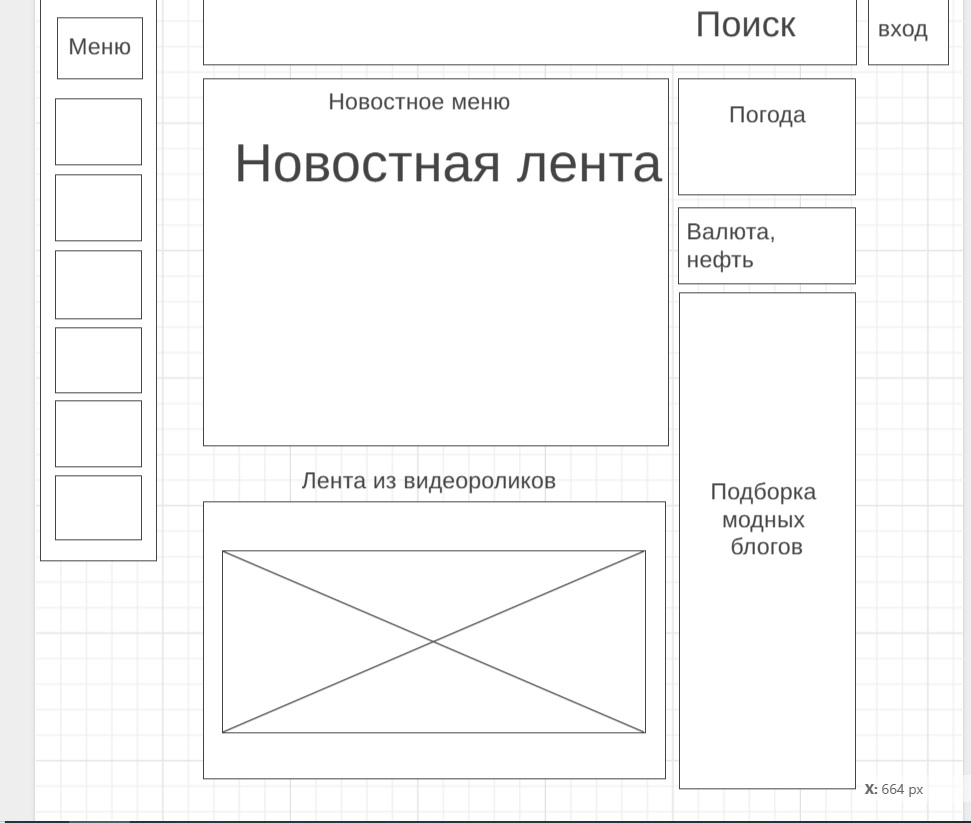 Поиск
вход
Меню
Новостное меню
Новостная лента
Погода
Валюта,
нефть
Лента из видеороликов
Подборка
модных
блогов
X: 664 px